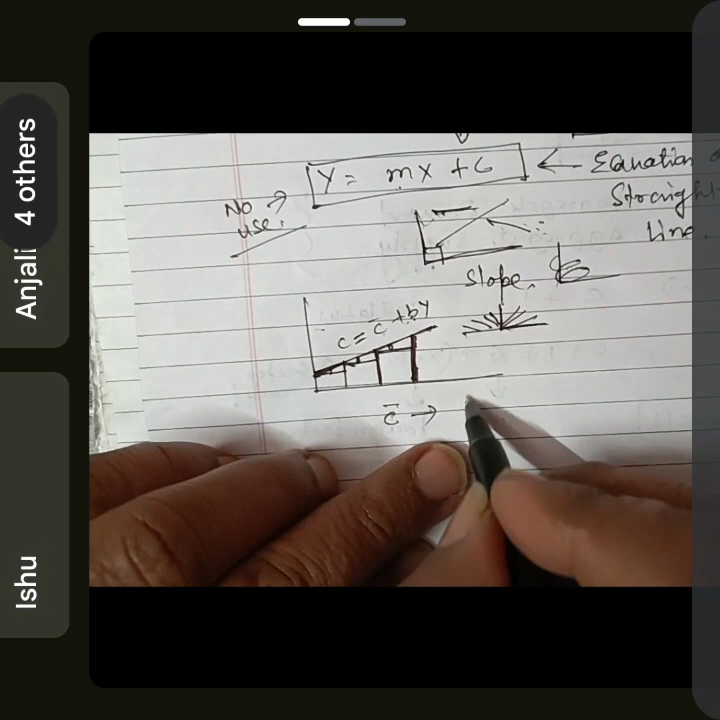 Anjali 4 others
Ishu
Y = mX + C ← Equation
Straight
Line.
No
use.
Slope.
C = C̄ + bY
C̄ →